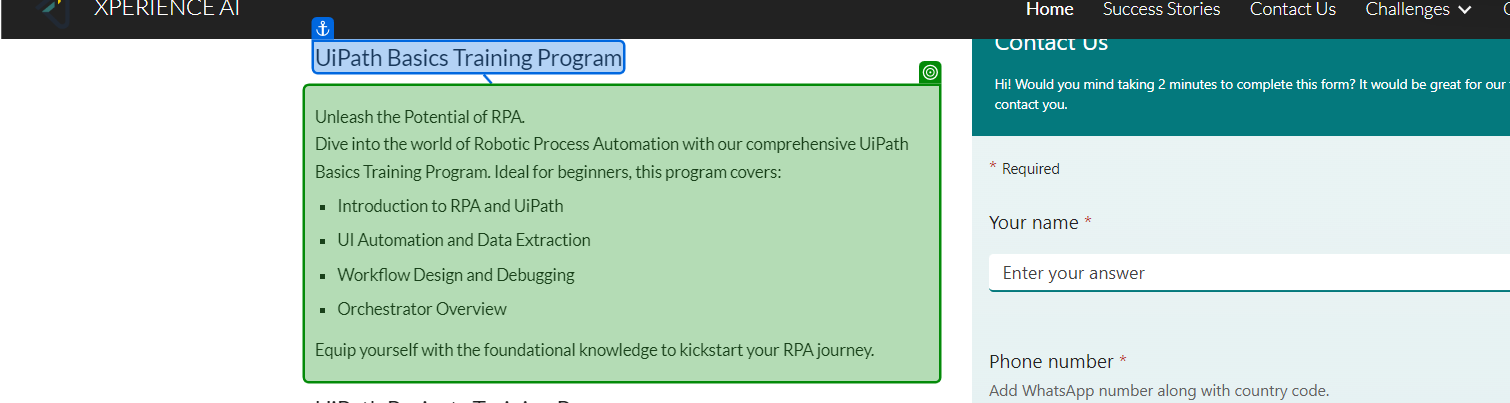 XPERIENCE AI
Home Success Stories Contact Us Challenges
UiPath Basics Training Program
Unleash the Potential of RPA.
Dive into the world of Robotic Process Automation with our comprehensive UiPath
Basics Training Program. Ideal for beginners, this program covers:
▪ Introduction to RPA and UiPath
▪ UI Automation and Data Extraction
▪ Workflow Design and Debugging
▪ Orchestrator Overview
Equip yourself with the foundational knowledge to kickstart your RPA journey.
Contact Us
Hi! Would you mind taking 2 minutes to complete this form? It would be great for our
contact you.
* Required
Your name *
Enter your answer
Phone number *
Add WhatsApp number along with country code.